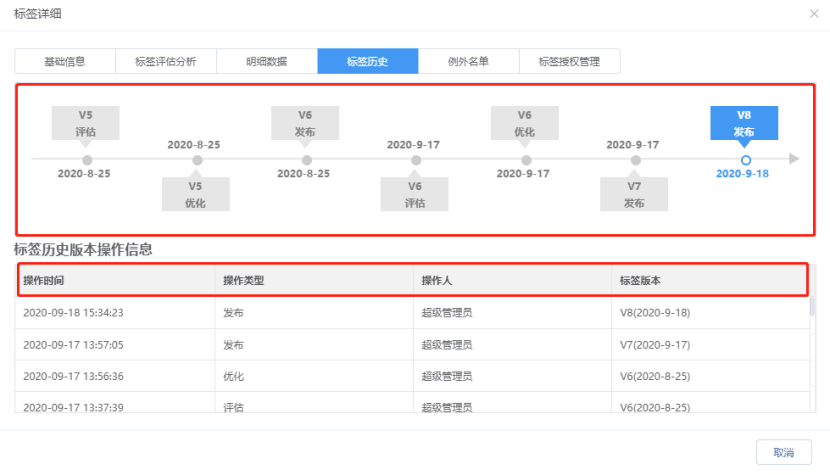 标签详细
基础信息 标签评估分析 明细数据 标签历史 例外名单 标签授权管理
V5
评估
2020-8-25
2020-8-25
V5
优化
V6
发布
2020-8-25
2020-9-17
V6
评估
V6
优化
2020-9-17
2020-9-17
V7
发布
V8
发布
2020-9-18
标签历史版本操作信息
操作时间 操作类型 操作人 标签版本
2020-09-18 15:34:23 发布 超级管理员 V8(2020-9-18)
2020-09-17 13:57:05 发布 超级管理员 V7(2020-9-17)
2020-09-17 13:56:36 优化 超级管理员 V6(2020-8-25)
2020-09-17 13:37:39 评估 超级管理员 V6(2020-8-25)
取消